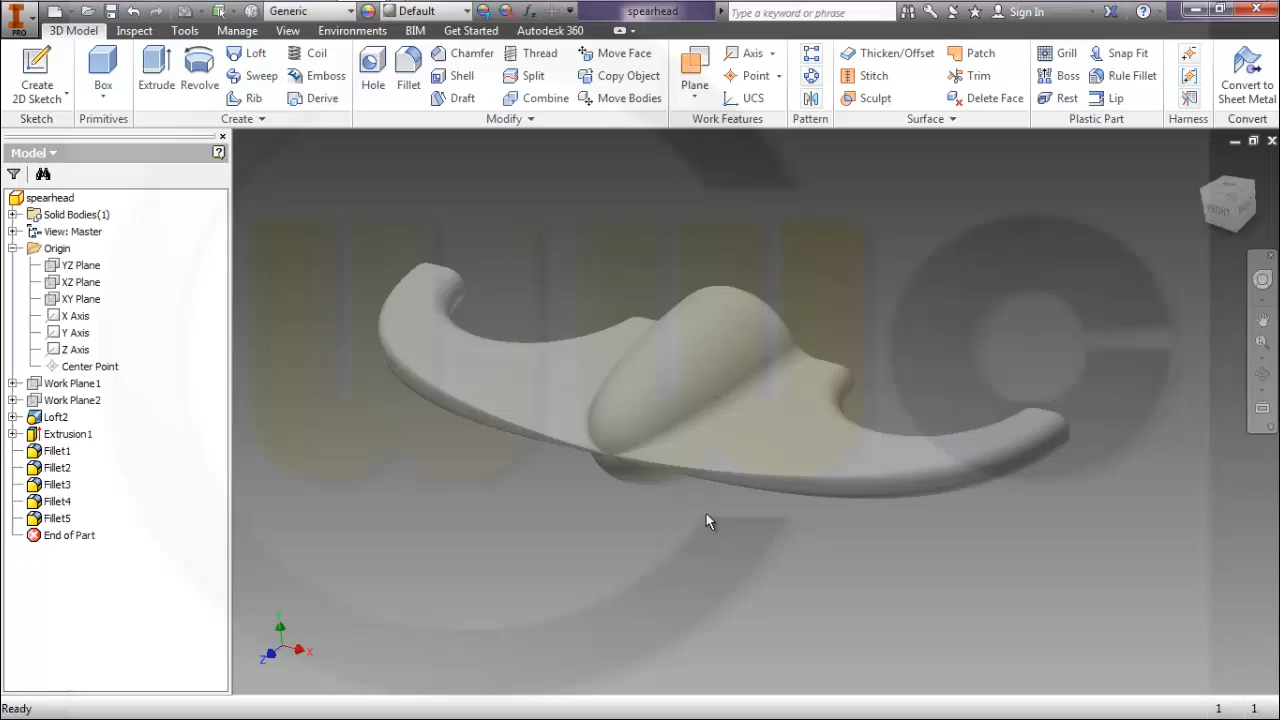 Generic
Default
spearhead
Type a keyword or phrase
Sign In
PRO
3D Model
Inspect
Tools
Manage
View
Environments
BIM
Get Started
Autodesk 360
Create
2D Sketch
Box
Extrude
Revolve
Loft
Sweep
Rib
Coil
Emboss
Derive
Hole
Fillet
Chamfer
Shell
Draft
Thread
Split
Combine
Move Face
Copy Object
Move Bodies
Plane
Axis
Point
UCS
Thicken/Offset
Stitch
Sculpt
Patch
Trim
Delete Face
Grill
Boss
Rest
Snap Fit
Rule Fillet
Lip
Convert to
Sheet Metal
Sketch
Primitives
Create
Modify
Work Features
Pattern
Surface
Plastic Part
Harness
Convert
Model
spearhead
Solid Bodies(1)
View: Master
Origin
YZ Plane
XZ Plane
XY Plane
X Axis
Y Axis
Z Axis
Center Point
Work Plane1
Work Plane2
Loft2
Extrusion1
Fillet1
Fillet2
Fillet3
Fillet4
Fillet5
End of Part
FRONT
Y
X
Z
Ready
1
1